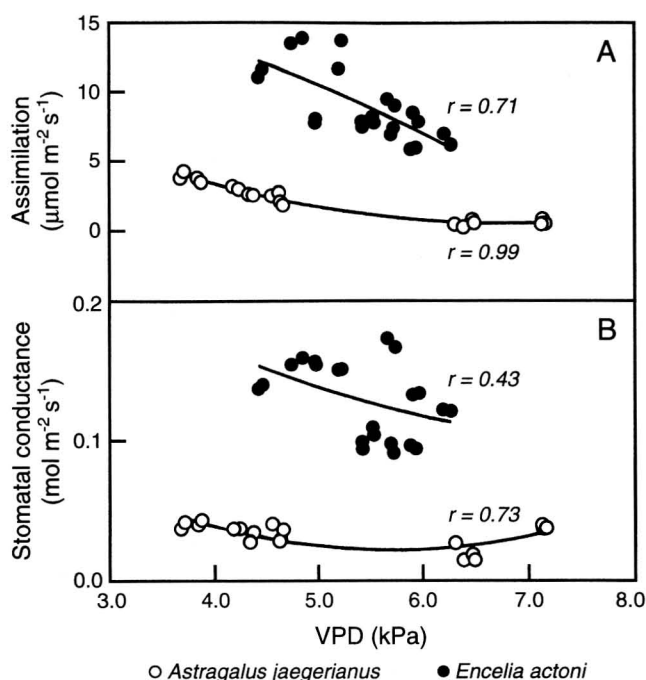 15
A
10
r = 0.71
5
0
r = 0.99
Assimilation
(μmol m⁻² s⁻¹)
0.2
B
r = 0.43
0.1
r = 0.73
0.0
Stomatal conductance
(mol m⁻² s⁻¹)
3.0 4.0 5.0 6.0 7.0 8.0
VPD (kPa)
Astragalus jaegerianus Encelia actoni